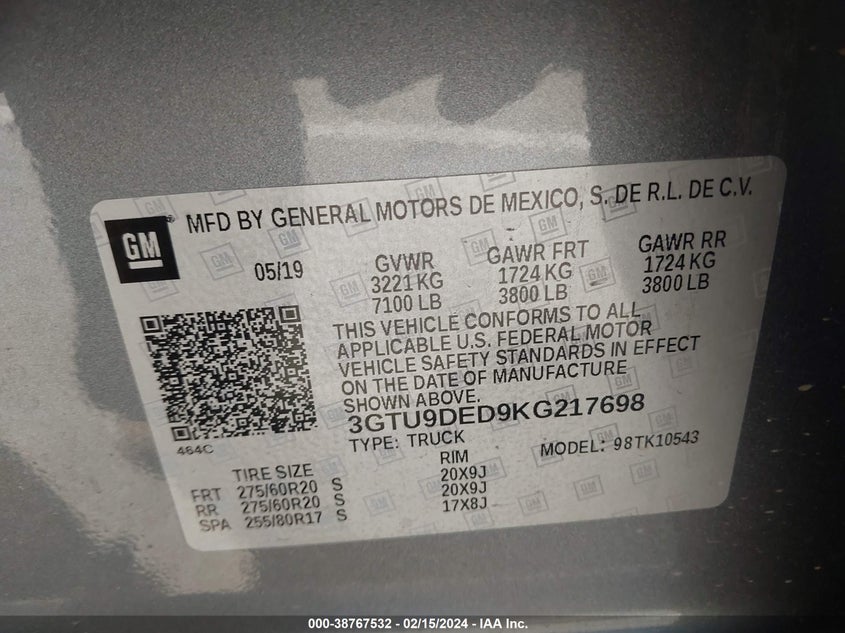 GM
MFD BY GENERAL MOTORS DE MEXICO, S. DE R.L. DE C.V.
05/19 GVWR GAWR FRT GAWR RR
3221 KG 1724 KG 1724 KG
7100 LB 3800 LB 3800 LB
THIS VEHICLE CONFORMS TO ALL
APPLICABLE U.S. FEDERAL MOTOR
VEHICLE SAFETY STANDARDS IN EFFECT
ON THE DATE OF MANUFACTURE
SHOWN ABOVE.
3GTU9DED9KG217698
464C
TYPE: TRUCK MODEL: 98TK10543
TIRE SIZE RIM
FRT 275/60R20 S 20X9J
RR 275/60R20 S 20X9J
SPA 255/80R17 S 17X8J
000-38767532 - 02/15/2024 - IAA Inc.